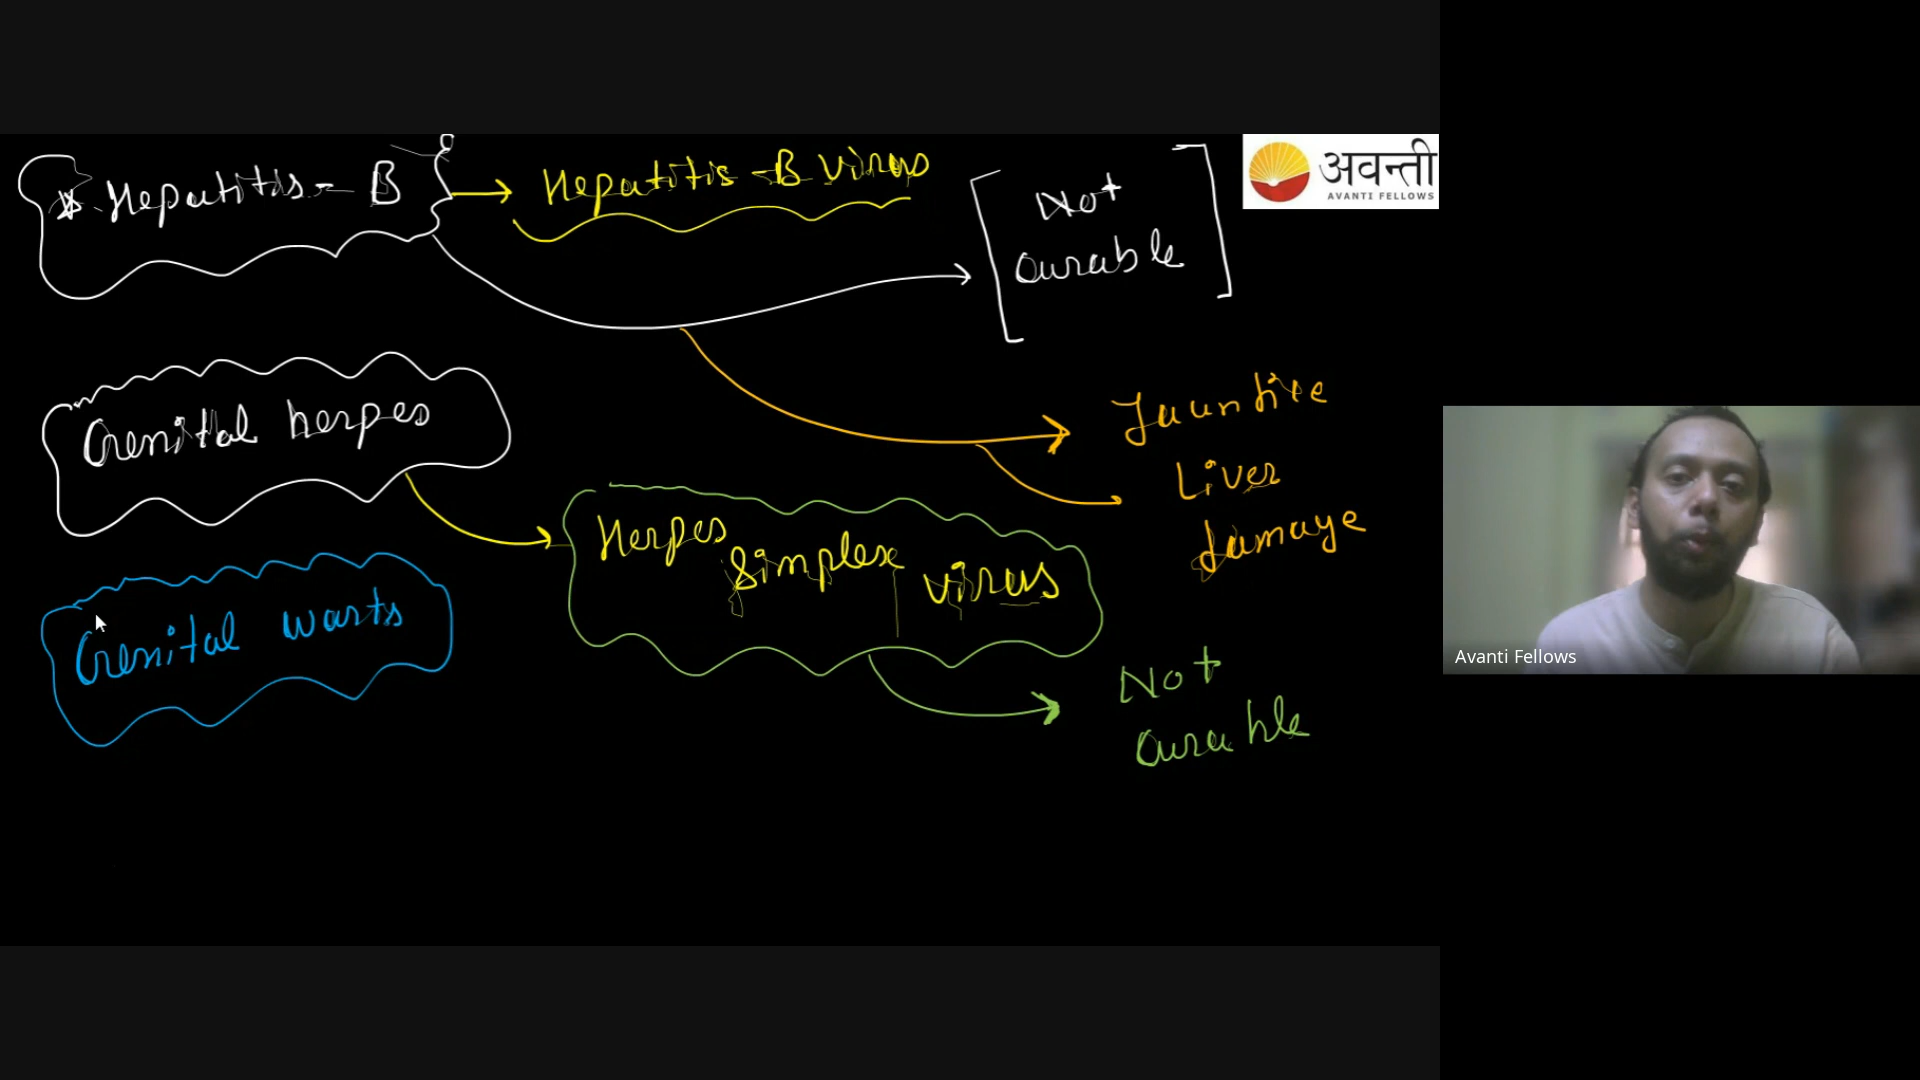 * Hepatitis - B → Hepatitis - B virus
Not
curable
अवन्ती
AVANTI FELLOWS
Genital herpes
Jaundice
Liver
damage
Herpes simplex virus
Genital warts
Not
curable
Avanti Fellows